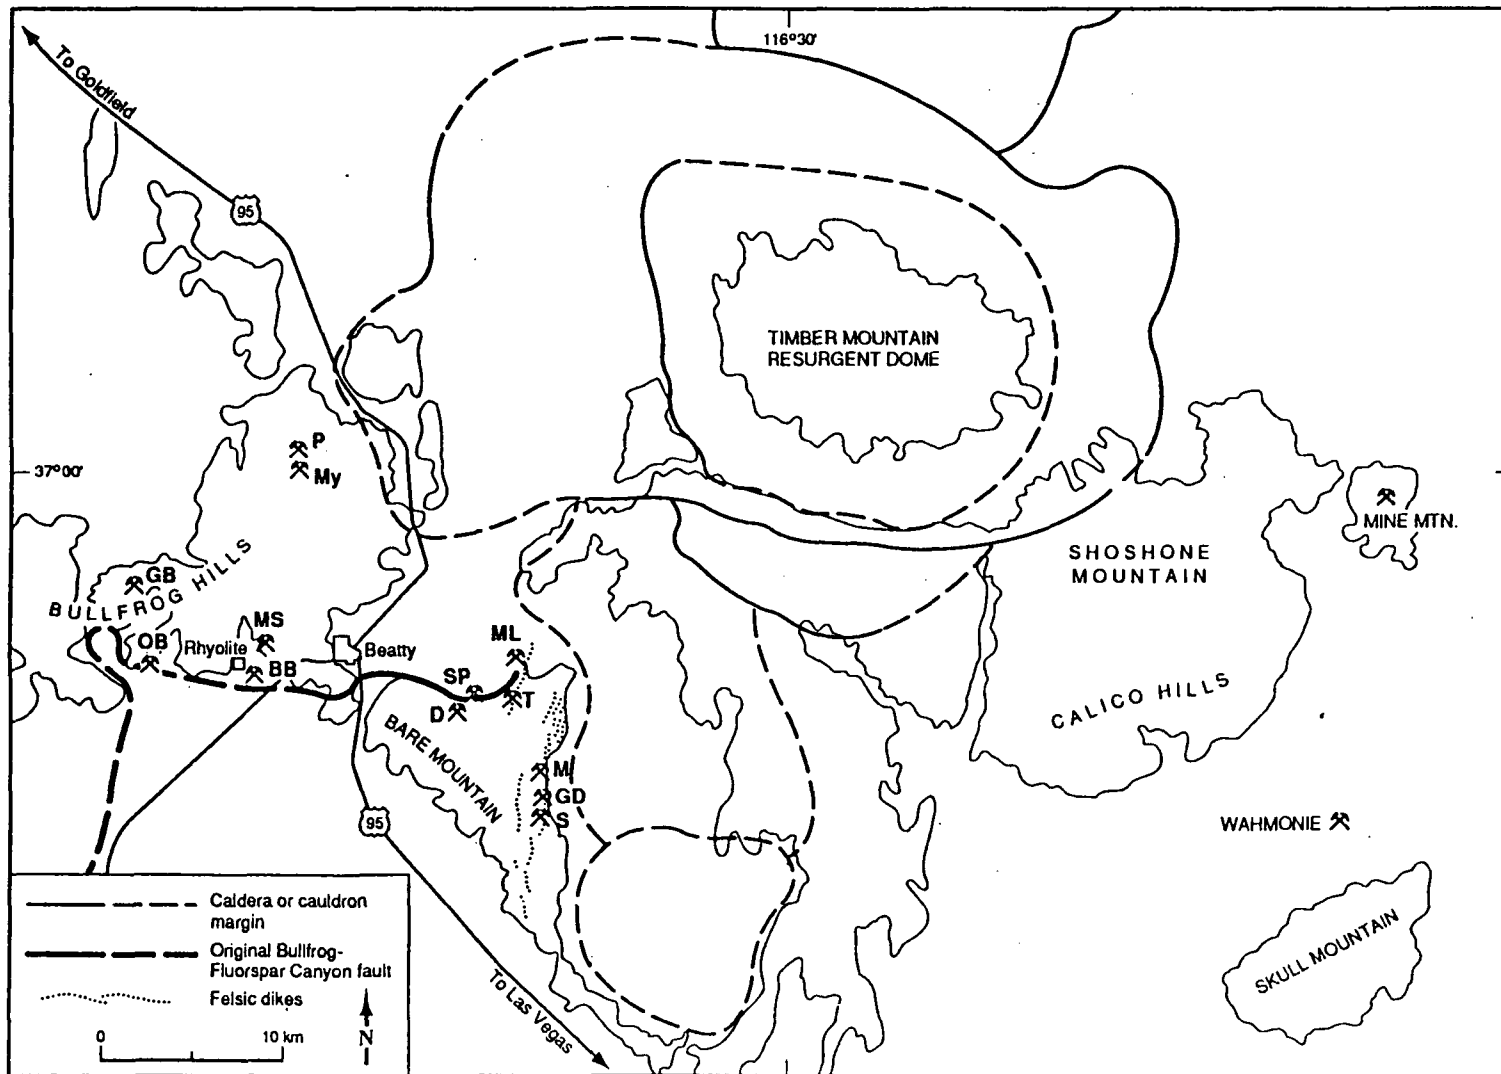 116°30'
To Goldfield
95
TIMBER MOUNTAIN
RESURGENT DOME
P
My
37°00'
MINE MTN.
SHOSHONE
MOUNTAIN
BULLFROG HILLS
GB
MS
OB
Rhyolite
BB
Beatty
ML
SP
T
D
BARE MOUNTAIN
CALICO HILLS
M
GD
S
95
WAHMONIE
SKULL MOUNTAIN
To Las Vegas
Caldera or cauldron
margin
Original Bullfrog-
Fluorspar Canyon fault
Felsic dikes
0 10 km
N